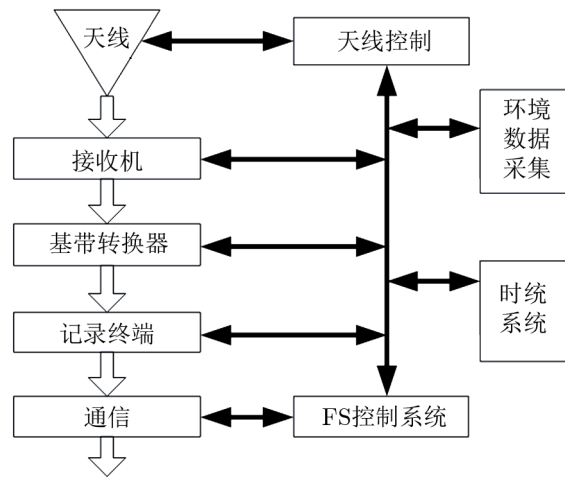 天线
天线控制
环境
数据
采集
接收机
基带转换器
时统
系统
记录终端
通信
FS控制系统